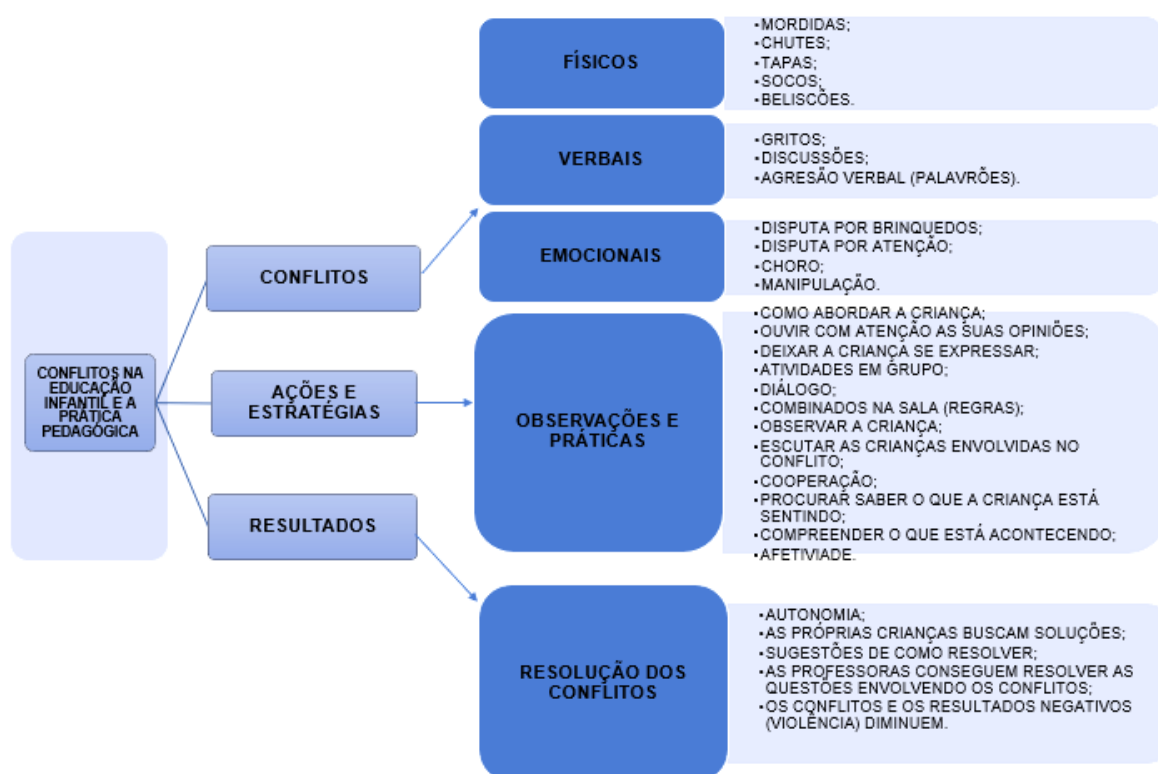 CONFLITOS NA
EDUCAÇÃO
INFANTIL E A
PRÁTICA
PEDAGÓGICA
CONFLITOS
FÍSICOS
•MORDIDAS;
•CHUTES;
•TAPAS;
•SOCOS;
•BELISCÕES.
VERBAIS
•GRITOS;
•DISCUSSÕES;
•AGRESÃO VERBAL (PALAVRÕES).
EMOCIONAIS
•DISPUTA POR BRINQUEDOS;
•DISPUTA POR ATENÇÃO;
•CHORO;
•MANIPULAÇÃO.
AÇÕES E
ESTRATÉGIAS
OBSERVAÇÕES E
PRÁTICAS
•COMO ABORDAR A CRIANÇA;
•OUVIR COM ATENÇÃO AS SUAS OPINIÕES;
•DEIXAR A CRIANÇA SE EXPRESSAR;
•ATIVIDADES EM GRUPO;
•DIÁLOGO;
•COMBINADOS NA SALA (REGRAS);
•OBSERVAR A CRIANÇA;
•ESCUTAR AS CRIANÇAS ENVOLVIDAS NO
CONFLITO;
•COOPERAÇÃO;
•PROCURAR SABER O QUE A CRIANÇA ESTÁ
SENTINDO;
•COMPREENDER O QUE ESTÁ ACONTECENDO;
•AFETIVIADE.
RESULTADOS
RESOLUÇÃO DOS
CONFLITOS
•AUTONOMIA;
•AS PRÓPRIAS CRIANÇAS BUSCAM SOLUÇÕES;
•SUGESTÕES DE COMO RESOLVER;
•AS PROFESSORAS CONSEGUEM RESOLVER AS
QUESTÕES ENVOLVENDO OS CONFLITOS;
•OS CONFLITOS E OS RESULTADOS NEGATIVOS
(VIOLÊNCIA) DIMINUEM.